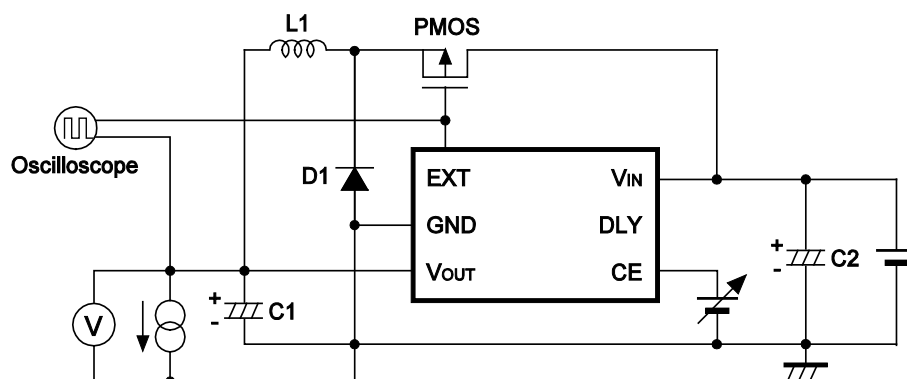 L1
PMOS
Oscilloscope
D1
EXT
VIN
GND
DLY
VOUT
CE
+
-
C2
+
-
C1
V